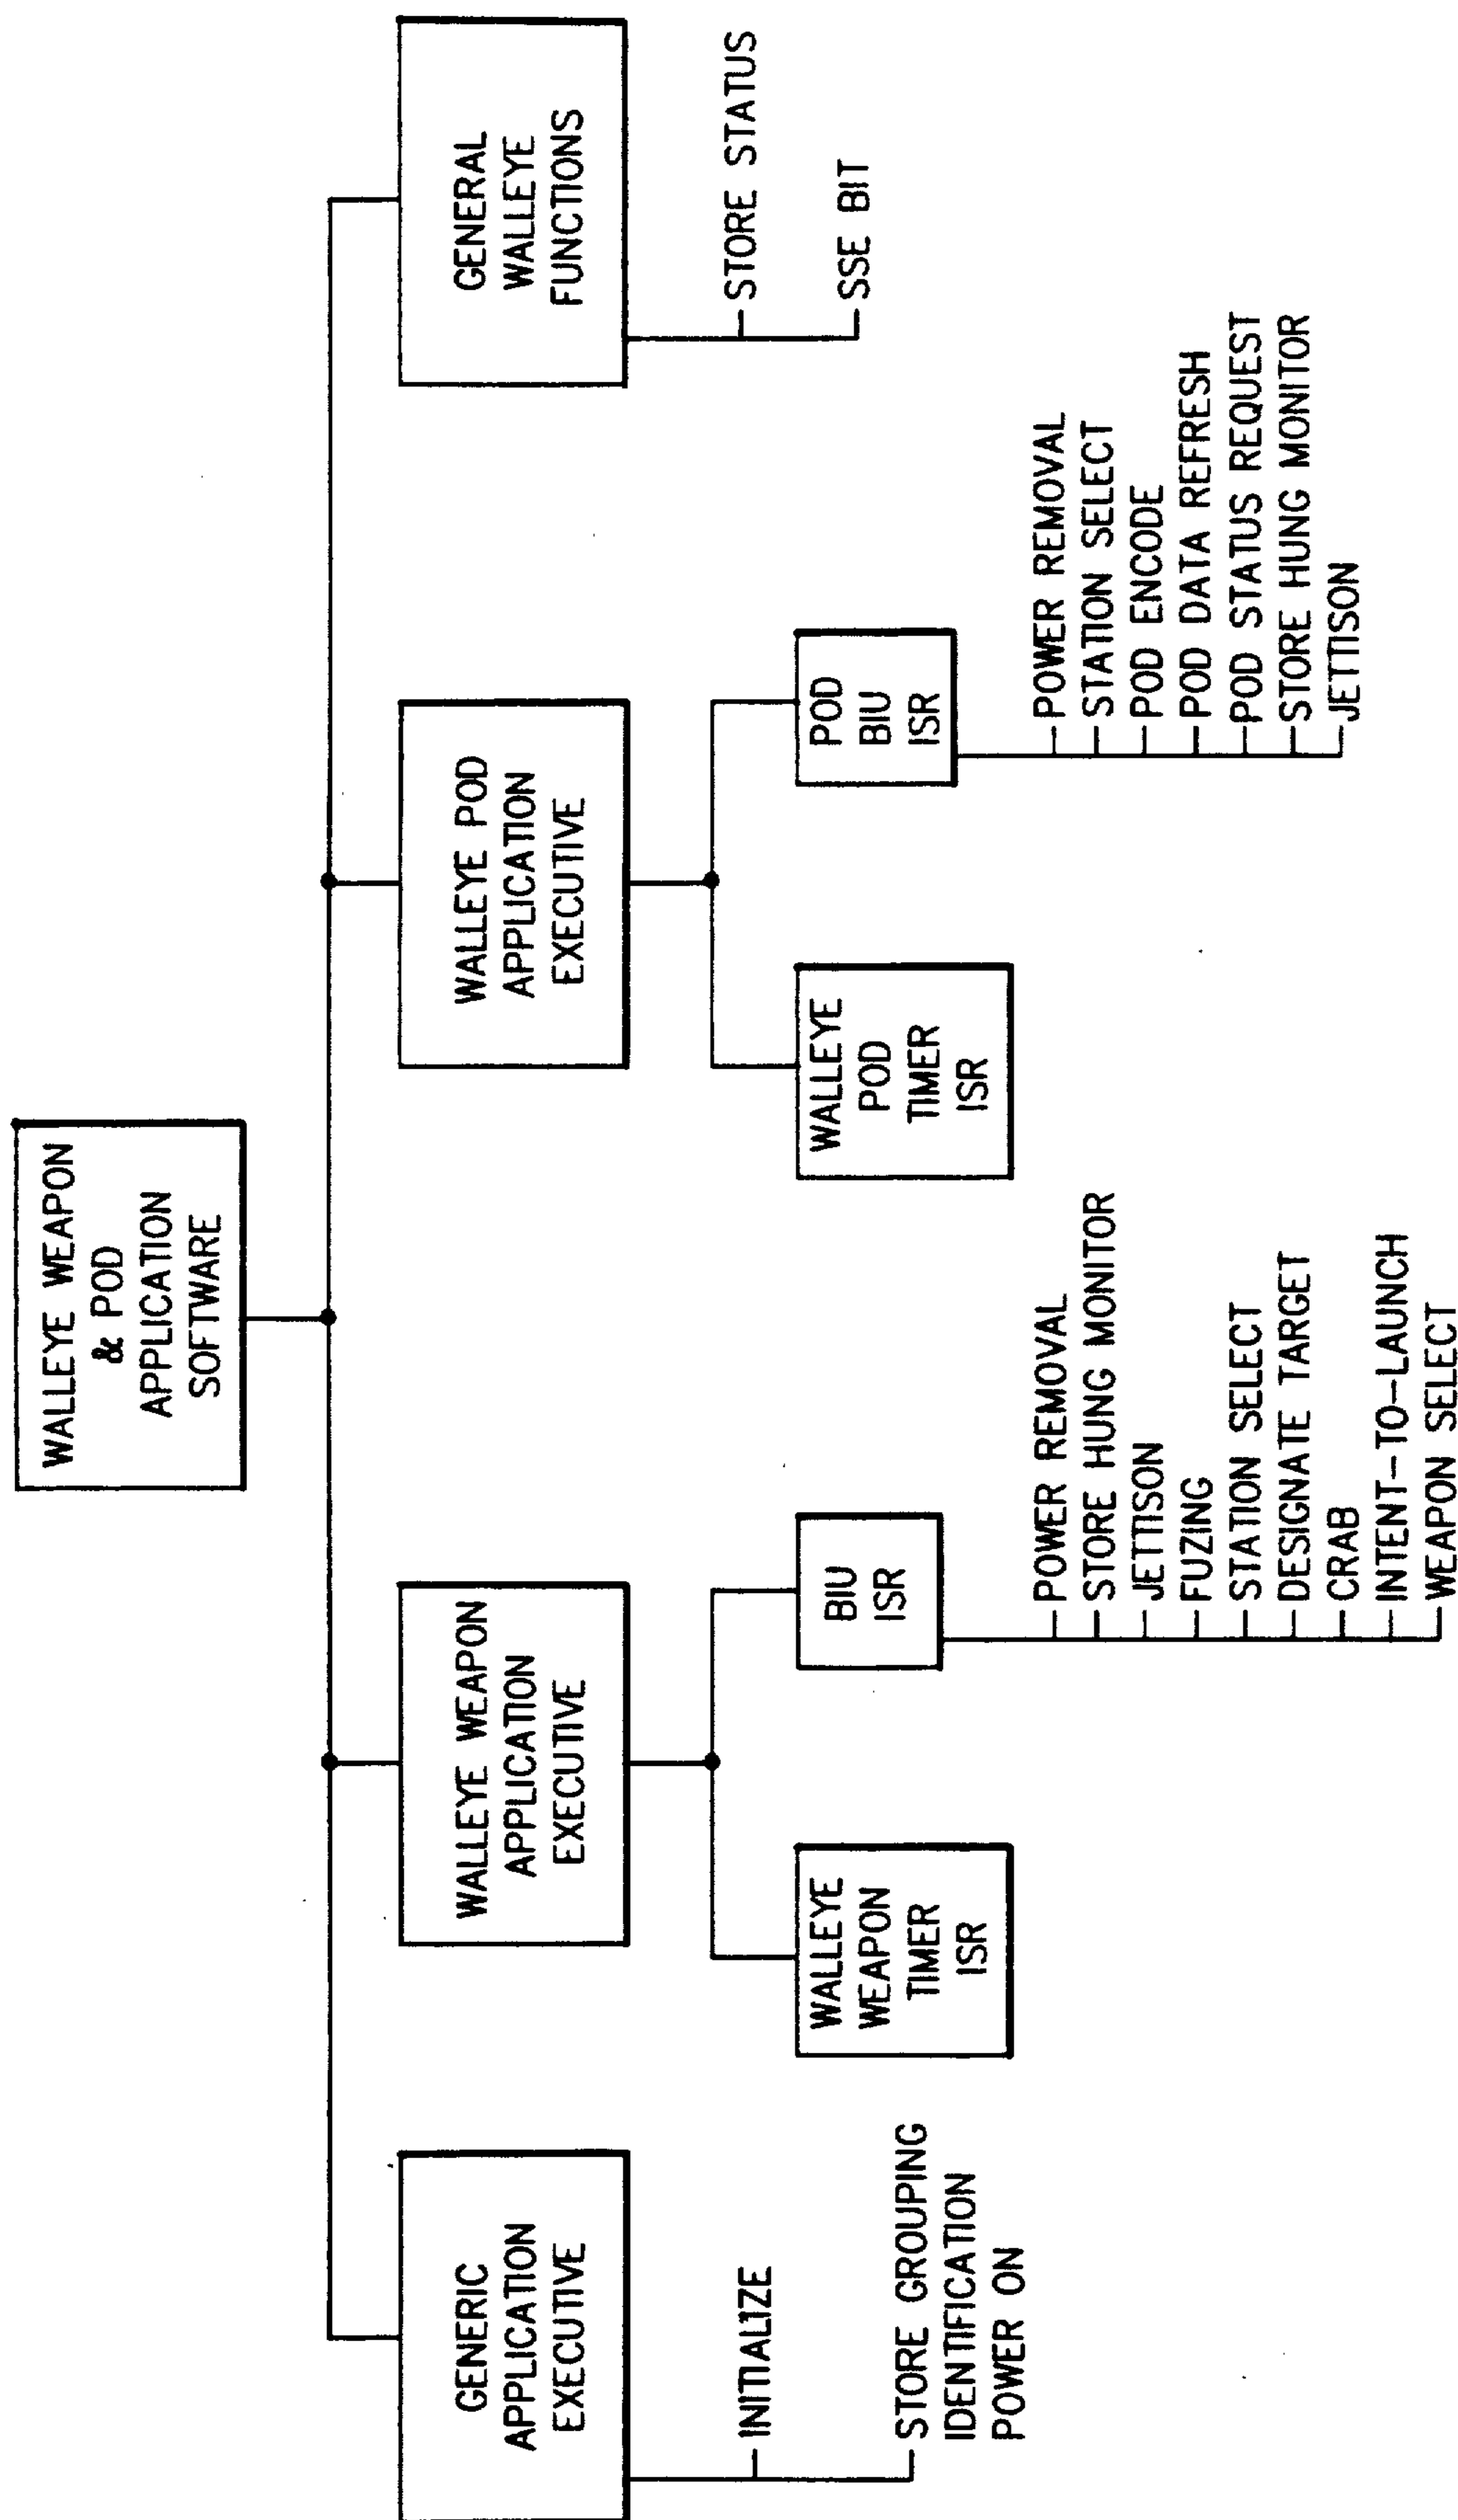 WALLEYE WEAPON
& POD
APPLICATION
SOFTWARE
GENERIC
APPLICATION
EXECUTIVE
INITIALIZE
STORE GROUPING
IDENTIFICATION
POWER ON
WALLEYE WEAPON
APPLICATION
EXECUTIVE
WALLEYE
WEAPON
TIMER
ISR
BIU
ISR
POWER REMOVAL
STORE HUNG MONITOR
JETTISON
FUZING
STATION SELECT
DESIGNATE TARGET
CRAB
INTENT-TO-LAUNCH
WEAPON SELECT
WALLEYE POD
APPLICATION
EXECUTIVE
WALLEYE
POD
TIMER
ISR
POD
BIU
ISR
POWER REMOVAL
STATION SELECT
POD ENCODE
POD DATA REFRESH
POD STATUS REQUEST
STORE HUNG MONITOR
JETTISON
GENERAL
WALLEYE
FUNCTIONS
STORE STATUS
SSE BIT